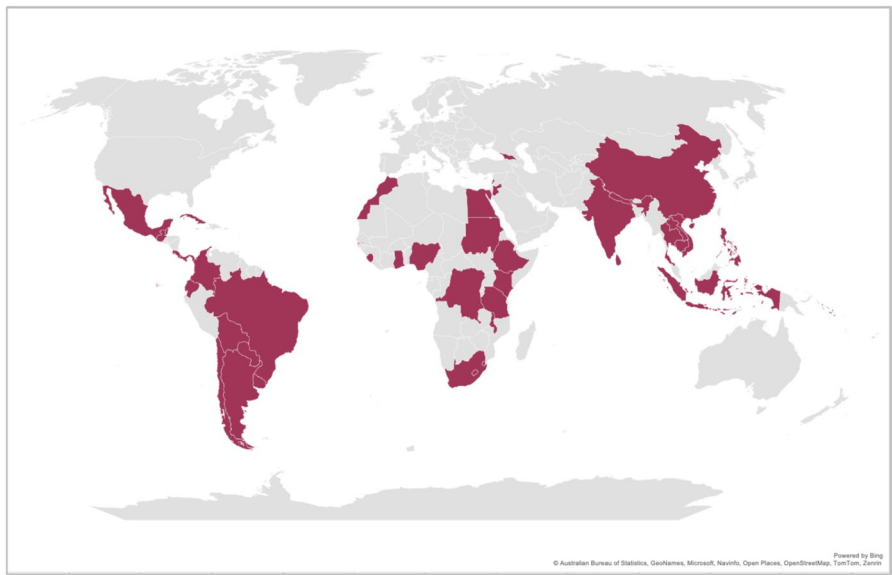 Powered by Bing
© Australian Bureau of Statistics, GeoNames, Microsoft, Navinfo, Open Places, OpenStreetMap, TomTom, Zenrin